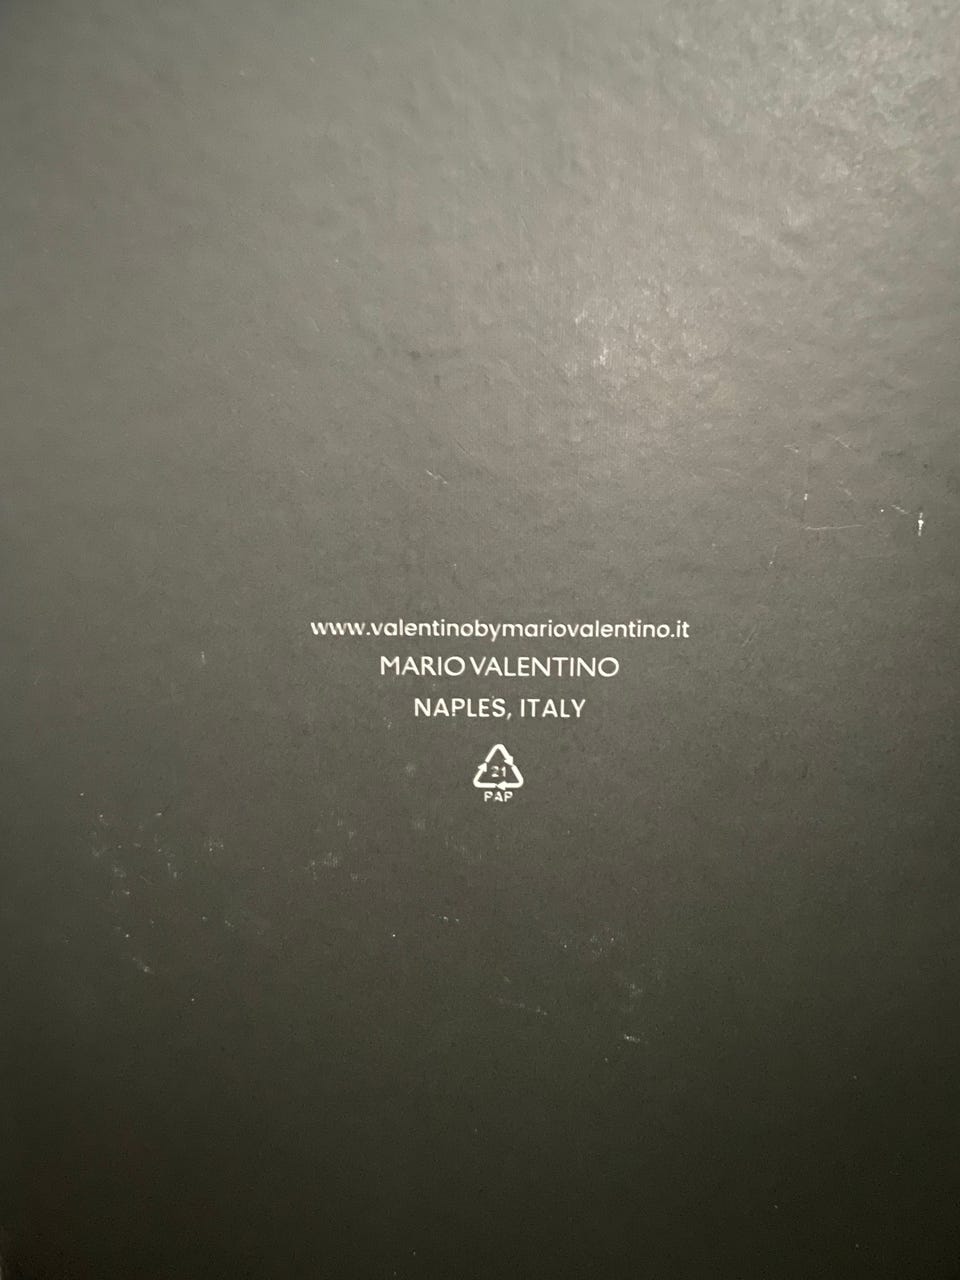 www.valentinobymariovalentino.it
MARIO VALENTINO
NAPLES, ITALY
21
PAP